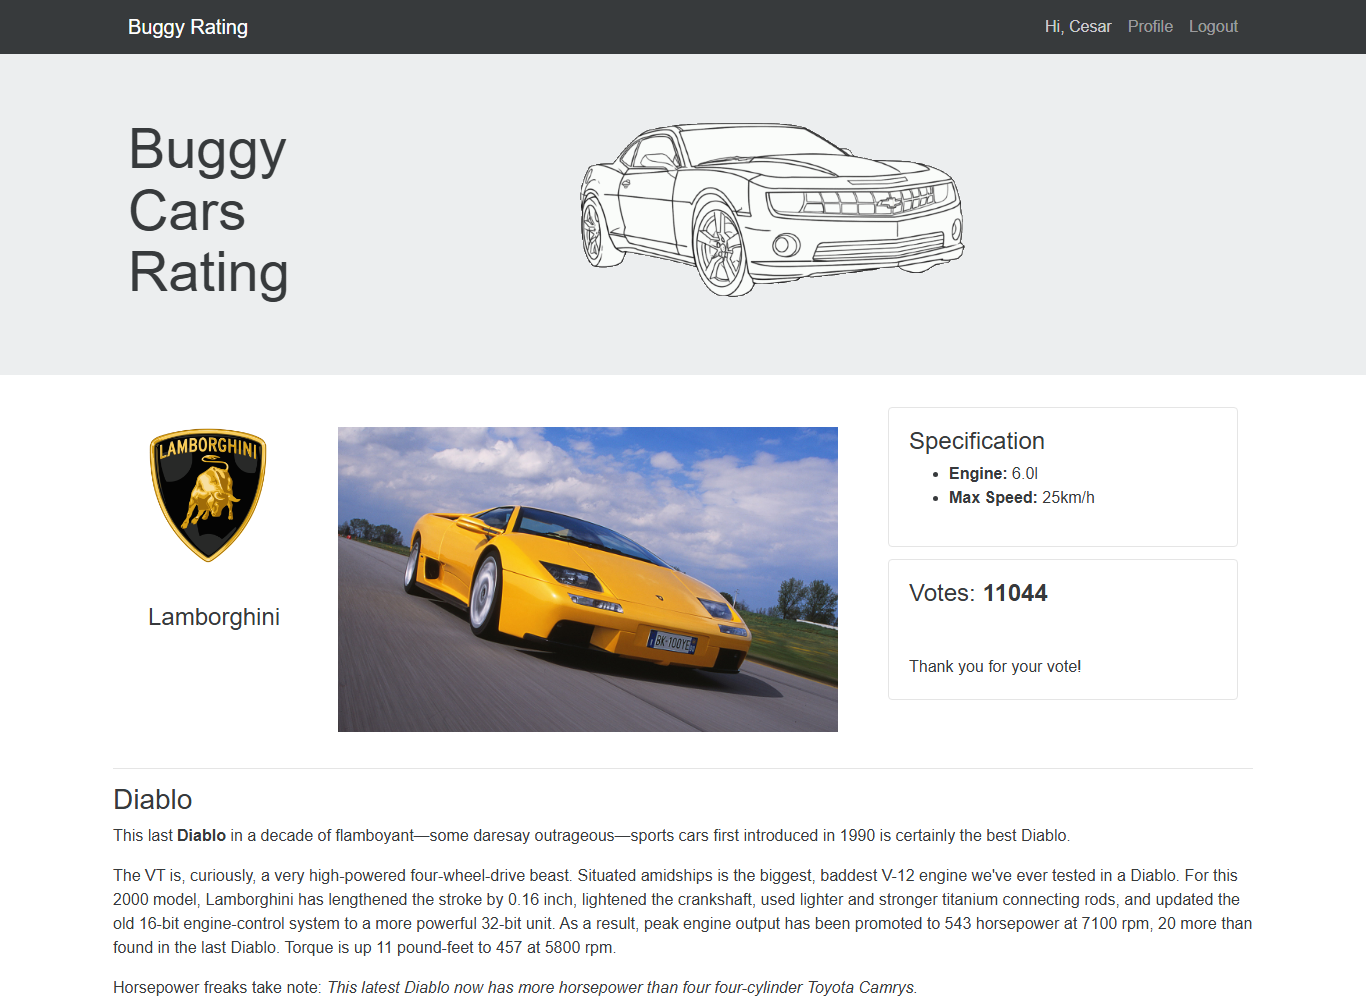 Buggy Rating
Hi, Cesar Profile Logout
Buggy
Cars
Rating
LAMBORGHINI
Lamborghini
BK·100YE
Specification
Engine: 6.0l
Max Speed: 25km/h
Votes: 11044
Thank you for your vote!
Diablo
This last Diablo in a decade of flamboyant—some daresay outrageous—sports cars first introduced in 1990 is certainly the best Diablo.
The VT is, curiously, a very high-powered four-wheel-drive beast. Situated amidships is the biggest, baddest V-12 engine we've ever tested in a Diablo. For this
2000 model, Lamborghini has lengthened the stroke by 0.16 inch, lightened the crankshaft, used lighter and stronger titanium connecting rods, and updated the
old 16-bit engine-control system to a more powerful 32-bit unit. As a result, peak engine output has been promoted to 543 horsepower at 7100 rpm, 20 more than
found in the last Diablo. Torque is up 11 pound-feet to 457 at 5800 rpm.
Horsepower freaks take note: This latest Diablo now has more horsepower than four four-cylinder Toyota Camrys.